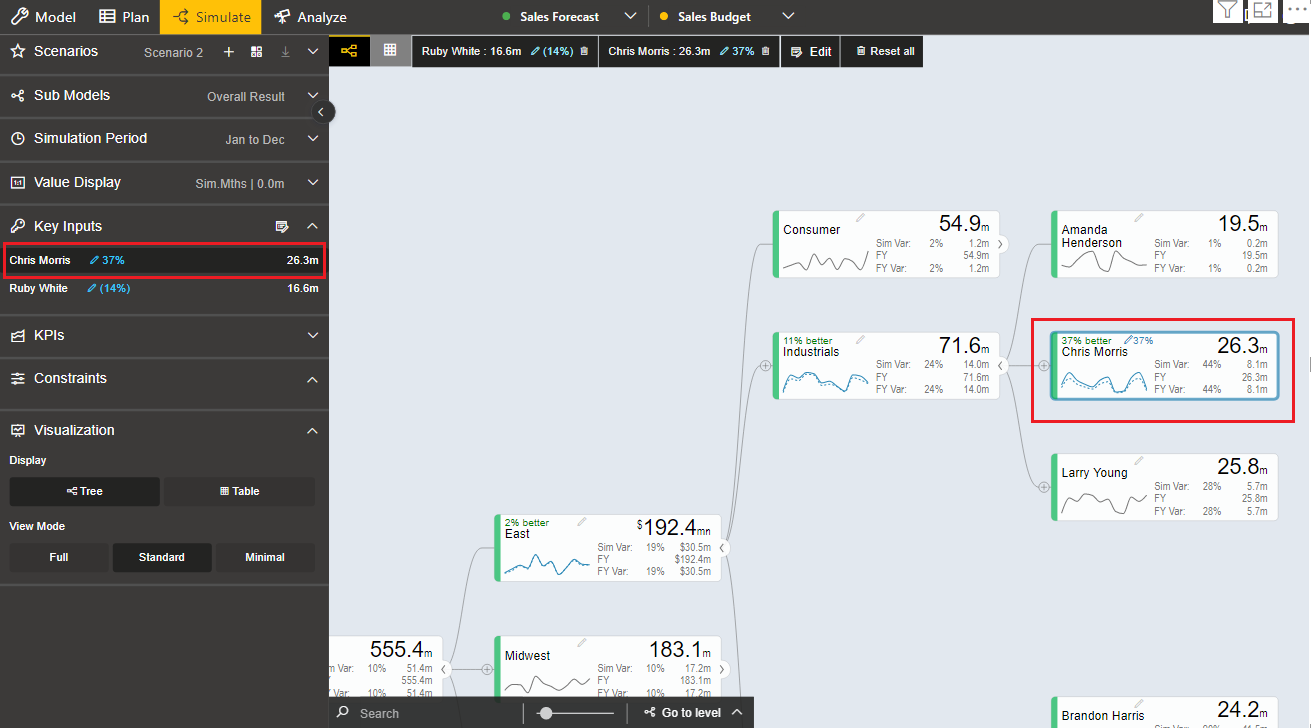 Model Plan Simulate Analyze Sales Forecast Sales Budget
Scenarios Scenario 2
Ruby White : 16.6m (14%) Chris Morris : 26.3m 37% Edit Reset all
Sub Models Overall Result
Simulation Period Jan to Dec
Value Display Sim.Mths | 0.0m
Key Inputs
Chris Morris 37% 26.3m
Ruby White (14%) 16.6m
KPIs
Constraints
Visualization
Display
Tree Table
View Mode
Full Standard Minimal
Consumer 54.9m
Sim Var: 2% 1.2m
FY 54.9m
FY Var: 2% 1.2m
Amanda Henderson 19.5m
Sim Var: 1% 0.2m
FY 19.5m
FY Var: 1% 0.2m
11% better
Industrials 71.6m
Sim Var: 24% 14.0m
FY 71.6m
FY Var: 24% 14.0m
37% better 37%
Chris Morris 26.3m
Sim Var: 44% 8.1m
FY 26.3m
FY Var: 44% 8.1m
Larry Young 25.8m
Sim Var: 28% 5.7m
FY 25.8m
FY Var: 28% 5.7m
2% better
East $192.4mn
Sim Var: 19% $30.5m
FY $192.4m
FY Var: 19% $30.5m
555.4m
m Var: 10% 51.4m
555.4m
Var: 10% 51.4m
Midwest 183.1m
Sim Var: 10% 17.2m
FY 183.1m
FY Var: 10% 17.2m
Brandon Harris 24.2m
Search Go to level